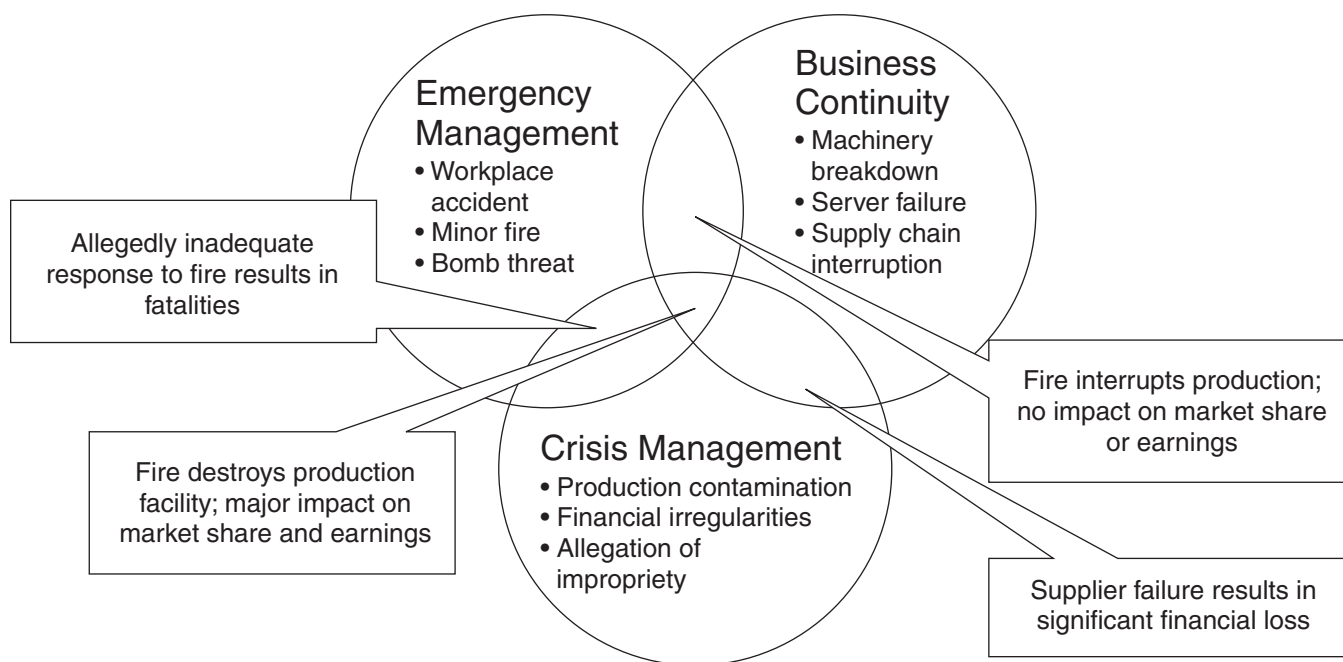 Emergency
Management
• Workplace
accident
• Minor fire
• Bomb threat
Business
Continuity
• Machinery
breakdown
• Server failure
• Supply chain
interruption
Allegedly inadequate
response to fire results in
fatalities
Fire interrupts production;
no impact on market share
or earnings
Crisis Management
• Production contamination
• Financial irregularities
• Allegation of
impropriety
Fire destroys production
facility; major impact on
market share and earnings
Supplier failure results in
significant financial loss